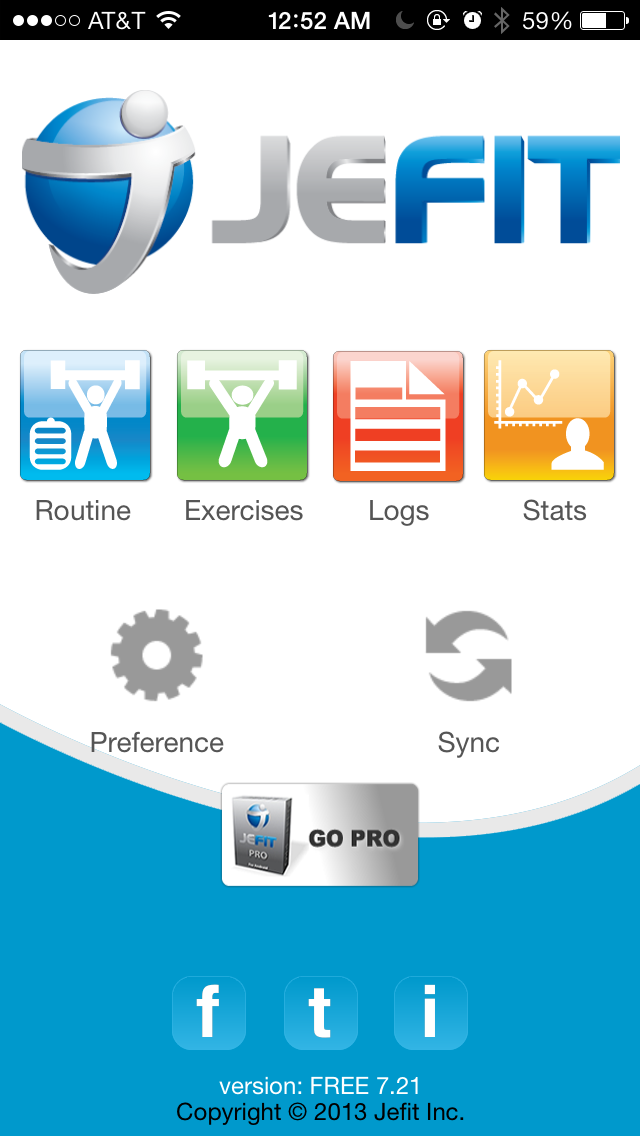 AT&T 12:52 AM 59%
JEFIT
Routine Exercises Logs Stats
Preference Sync
JEFIT
PRO
GO PRO
f t i
version: FREE 7.21
Copyright © 2013 Jefit Inc.